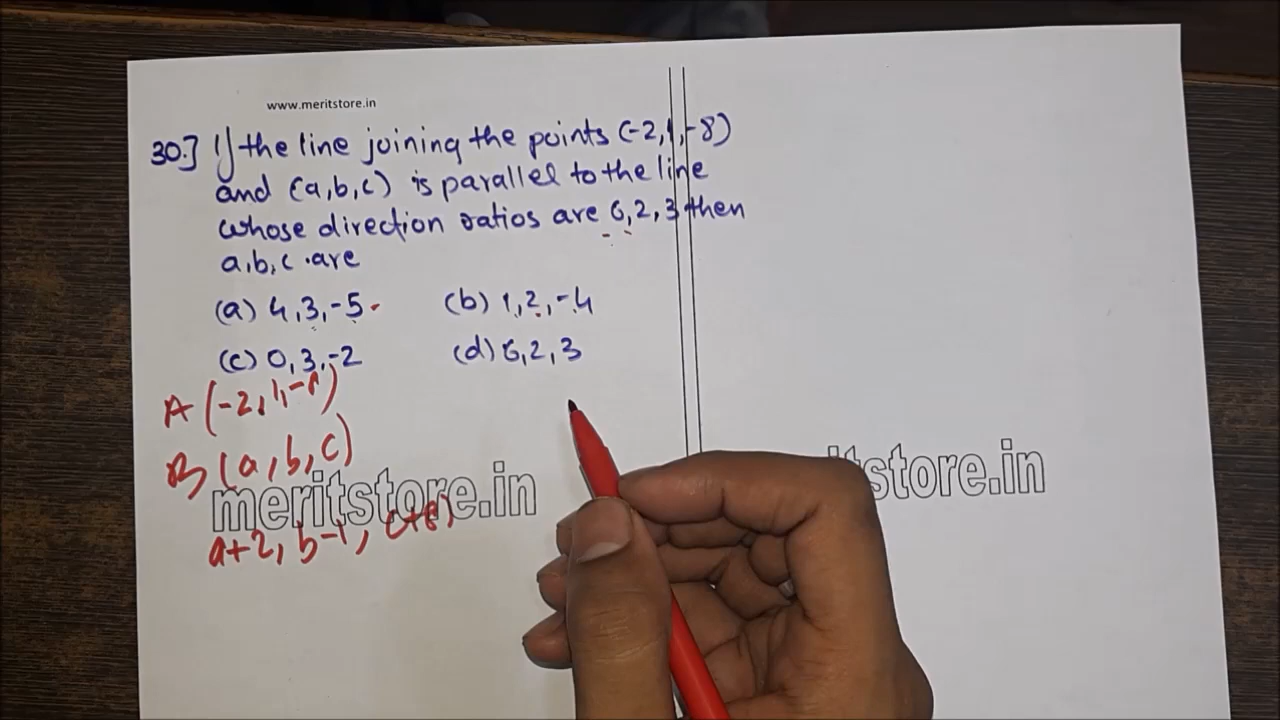 www.meritstore.in
30.] If the line joining the points (-2,1,-8)
and (a,b,c) is parallel to the line
whose direction ratios are 6,2,3 then
a,b,c are
(a) 4,3,-5 (b) 1,2,-4
(c) 0,3,-2 (d) 6,2,3
A (-2,1,-8)
B (a,b,c)
meritstore.in
a+2, b-1, c+8)